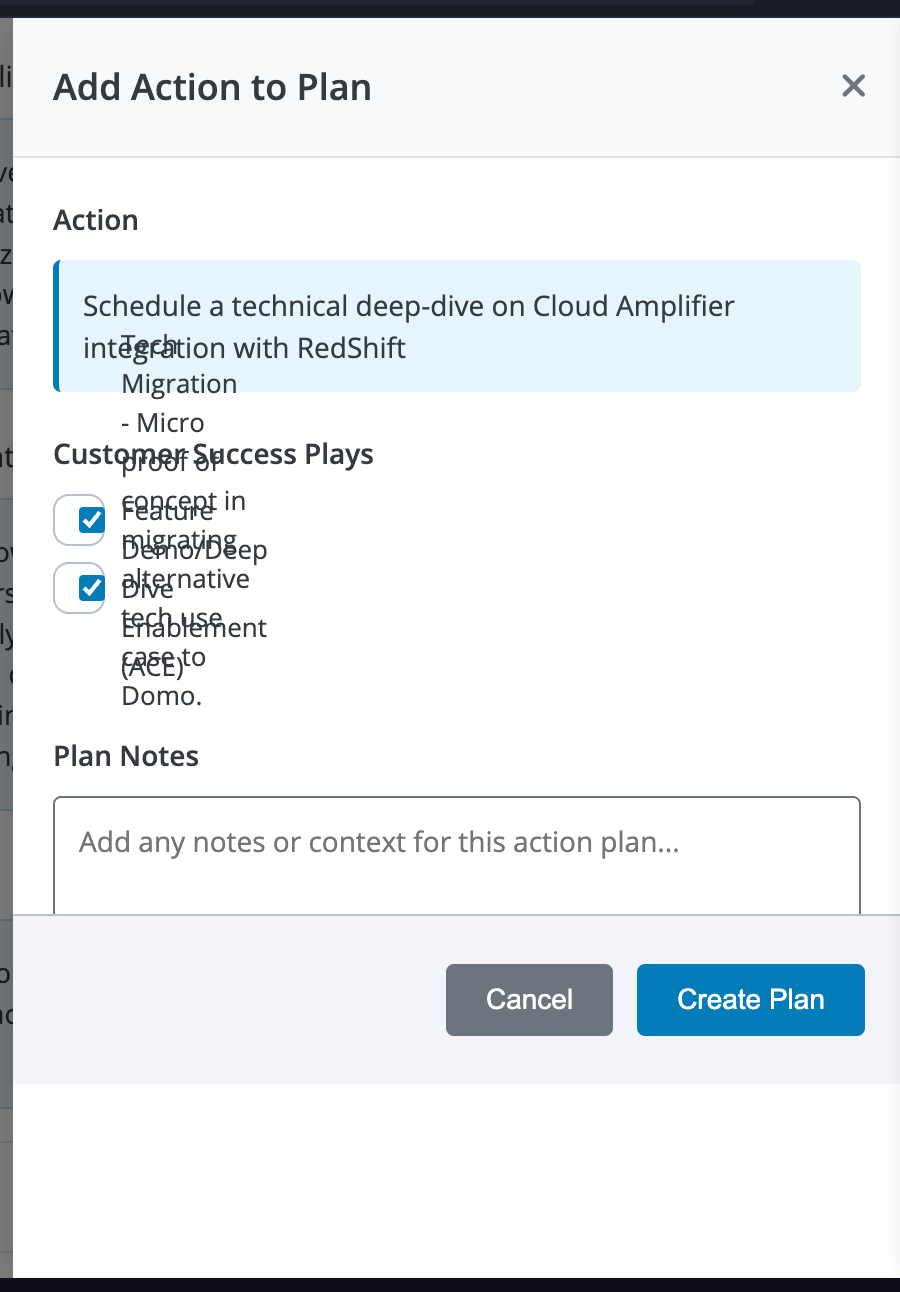 Add Action to Plan
Action
Schedule a technical deep-dive on Cloud Amplifier
integration with RedShift
Customer Success Plays
Tech
Migration
- Micro
proof of
concept in
migrating
alternative
tech use
case to
Domo.
Feature
Demo/Deep
Dive
Enablement
(ACE)
Plan Notes
Add any notes or context for this action plan...
Cancel
Create Plan